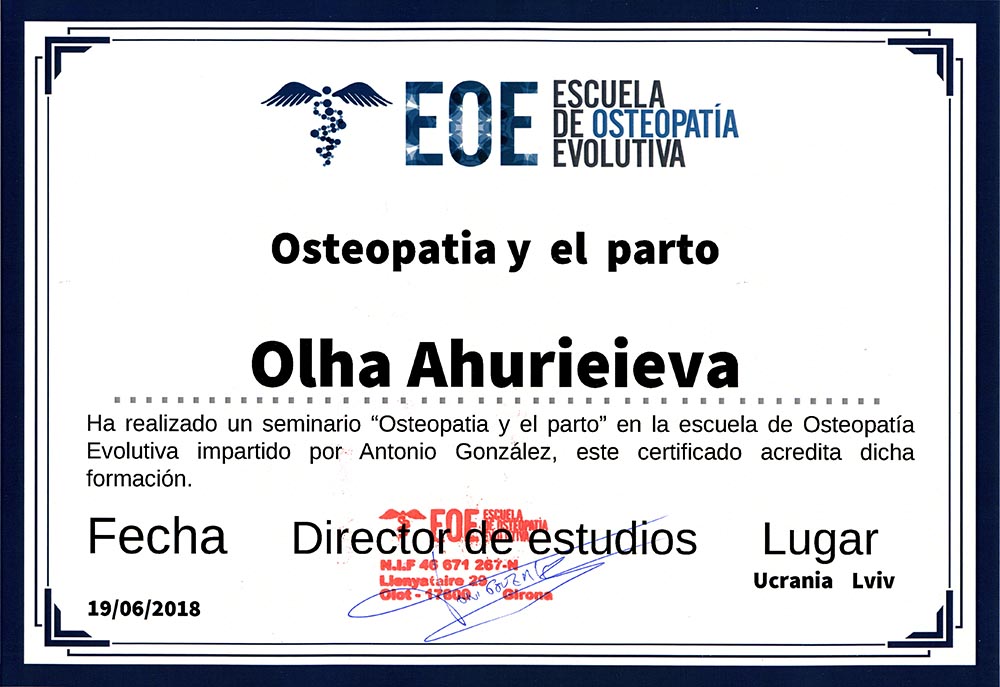 EOE
ESCUELA
DE OSTEOPATÍA
EVOLUTIVA
Osteopatia y el parto
Olha Ahurieieva
Ha realizado un seminario “Osteopatia y el parto” en la escuela de Osteopatía
Evolutiva impartido por Antonio González, este certificado acredita dicha
formación.
Fecha
Director de estudios
Lugar
EOE
ESCUELA
DE OSTEOPATÍA
EVOLUTIVA
N.I.F 46 671 267-N
Llenyataire 29
Olot - 17800 Girona
Ucrania Lviv
19/06/2018